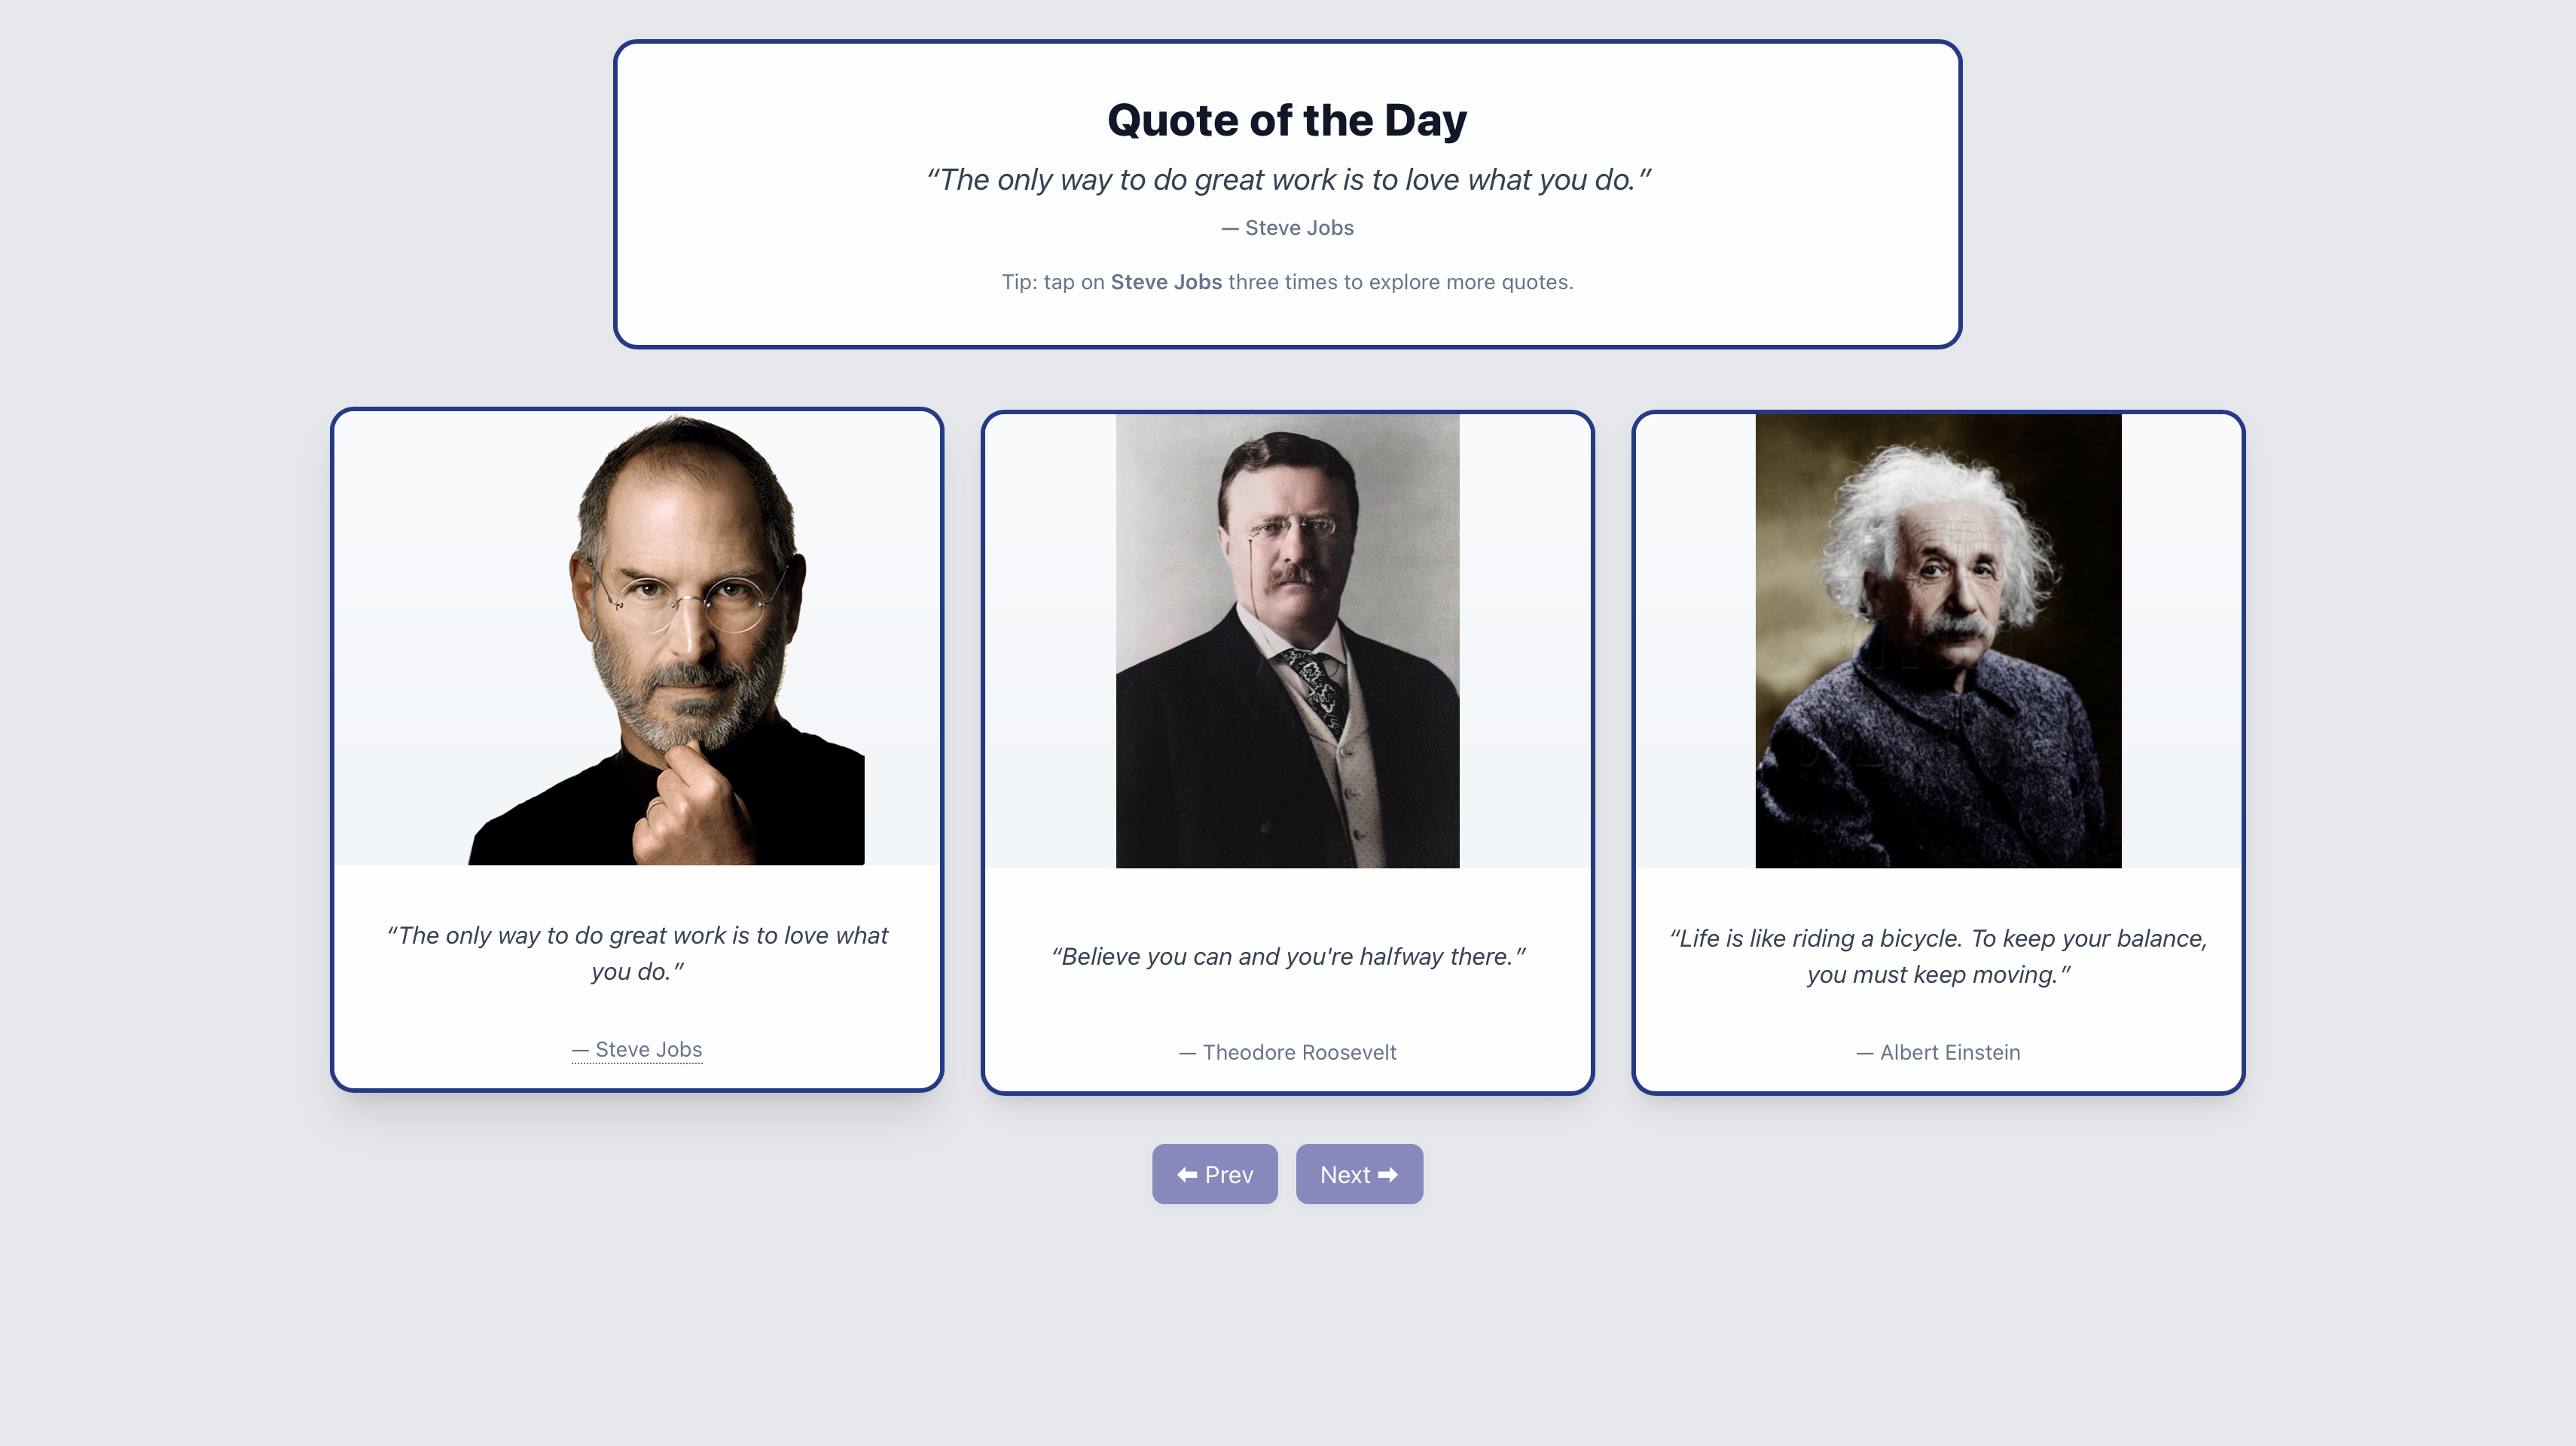 Quote of the Day
“The only way to do great work is to love what you do.”
— Steve Jobs
Tip: tap on Steve Jobs three times to explore more quotes.
“The only way to do great work is to love what
you do.”
— Steve Jobs
“Believe you can and you're halfway there.”
— Theodore Roosevelt
“Life is like riding a bicycle. To keep your balance,
you must keep moving.”
— Albert Einstein
⬅ Prev
Next ➡